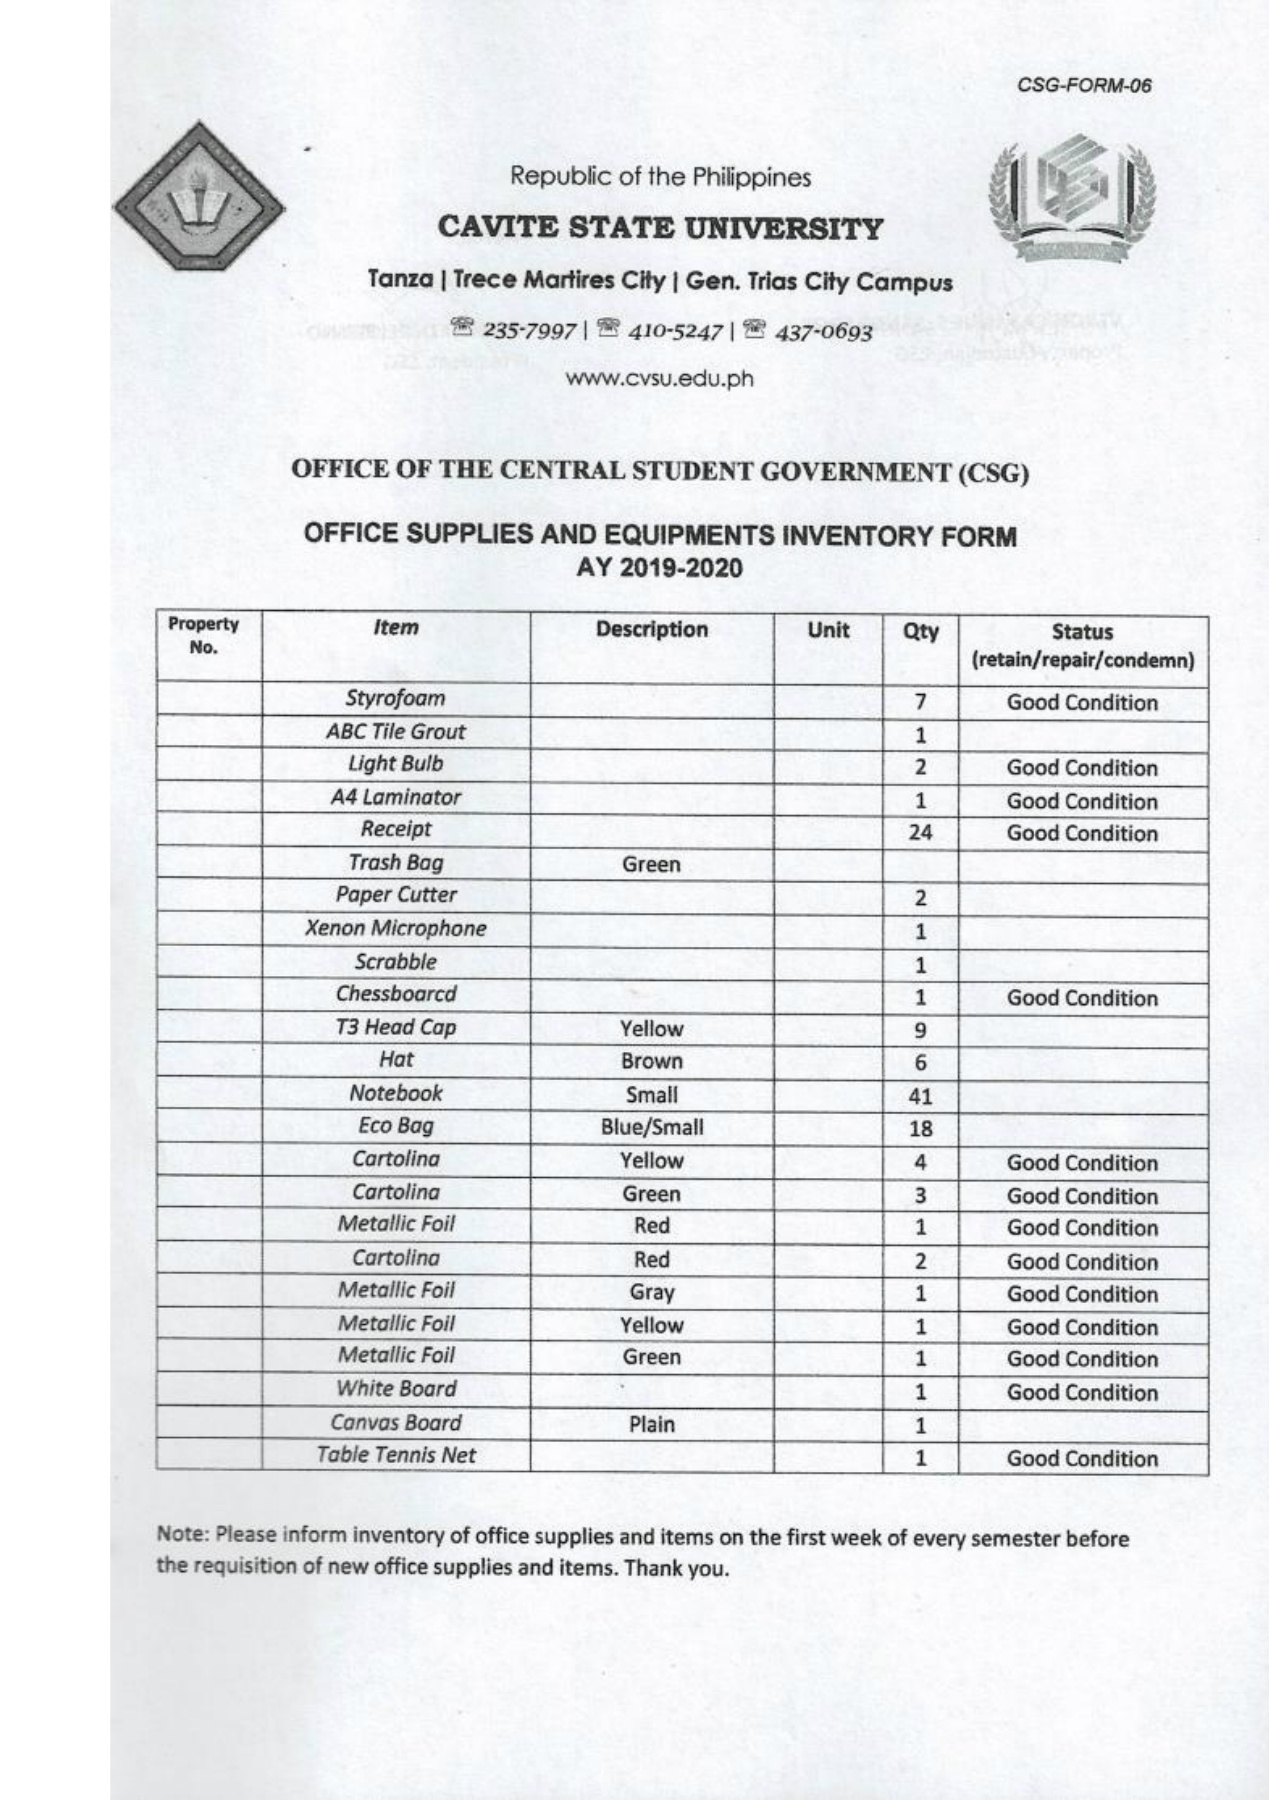 CSG-FORM-06
Republic of the Philippines
CAVITE STATE UNIVERSITY
Tanza | Trece Martires City | Gen. Trias City Campus
☏ 235-7997 | ☏ 410-5247 | ☏ 437-0693
www.cvsu.edu.ph
OFFICE OF THE CENTRAL STUDENT GOVERNMENT (CSG)
OFFICE SUPPLIES AND EQUIPMENTS INVENTORY FORM
AY 2019-2020
Property No. Item Description Unit Qty Status (retain/repair/condemn)
Styrofoam 7 Good Condition
ABC Tile Grout 1
Light Bulb 2 Good Condition
A4 Laminator 1 Good Condition
Receipt 24 Good Condition
Trash Bag Green
Paper Cutter 2
Xenon Microphone 1
Scrabble 1
Chessboarcd 1 Good Condition
T3 Head Cap Yellow 9
Hat Brown 6
Notebook Small 41
Eco Bag Blue/Small 18
Cartolina Yellow 4 Good Condition
Cartolina Green 3 Good Condition
Metallic Foil Red 1 Good Condition
Cartolina Red 2 Good Condition
Metallic Foil Gray 1 Good Condition
Metallic Foil Yellow 1 Good Condition
Metallic Foil Green 1 Good Condition
White Board 1 Good Condition
Canvas Board Plain 1
Table Tennis Net 1 Good Condition
Note: Please inform inventory of office supplies and items on the first week of every semester before
the requisition of new office supplies and items. Thank you.